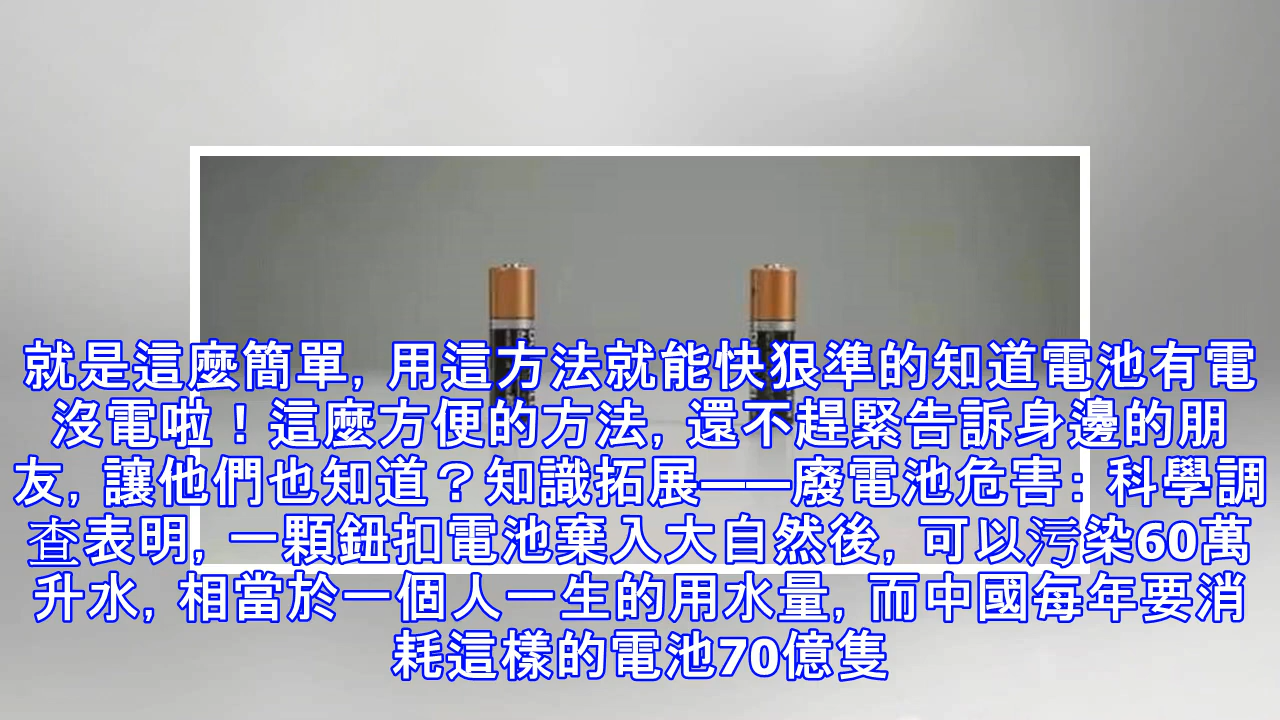 就是這麼簡單, 用這方法就能快狠準的知道電池有電
沒電啦！這麼方便的方法, 還不趕緊告訴身邊的朋
友, 讓他們也知道？知識拓展——廢電池危害: 科學調
查表明, 一顆鈕扣電池棄入大自然後, 可以污染60萬
升水, 相當於一個人一生的用水量, 而中國每年要消
耗這樣的電池70億隻